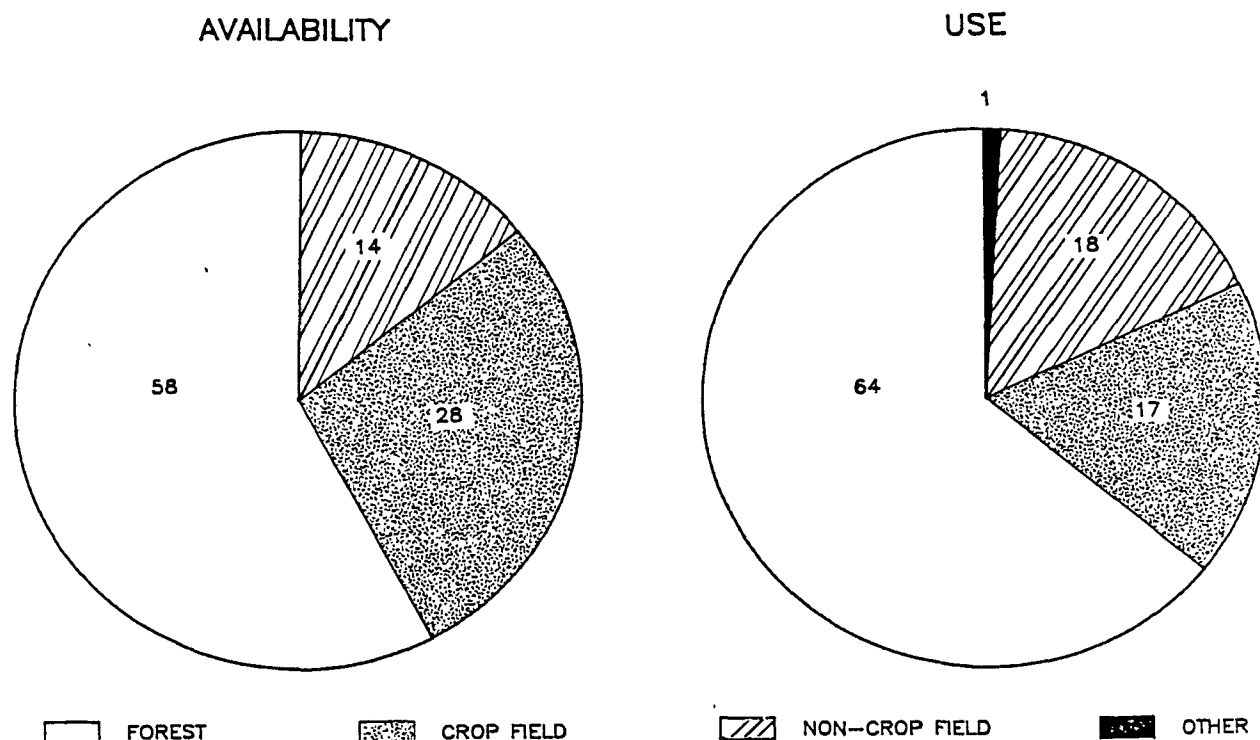 AVAILABILITY
USE
1
14
18
58
28
64
17
FOREST
CROP FIELD
NON-CROP FIELD
OTHER